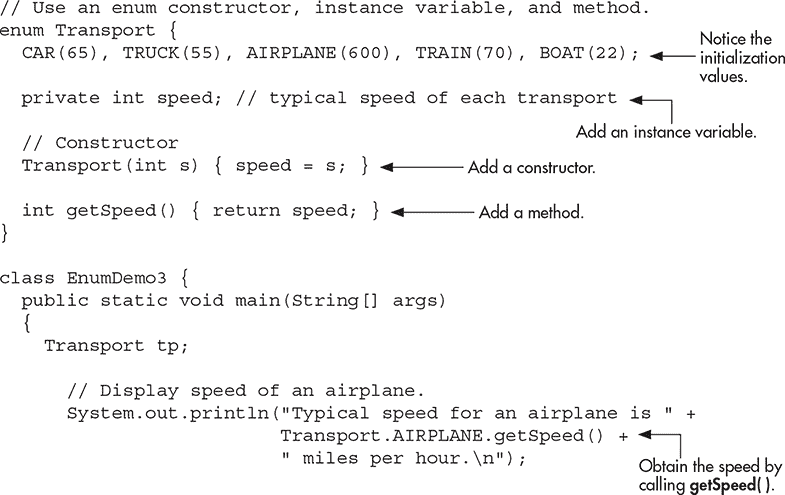 // Use an enum constructor, instance variable, and method.
enum Transport {
  CAR(65), TRUCK(55), AIRPLANE(600), TRAIN(70), BOAT(22);
Notice the
initialization
values.
  private int speed; // typical speed of each transport
Add an instance variable.
  // Constructor
  Transport(int s) { speed = s; }
Add a constructor.
  int getSpeed() { return speed; }
Add a method.
}
class EnumDemo3 {
  public static void main(String[] args)
  {
    Transport tp;
      // Display speed of an airplane.
      System.out.println("Typical speed for an airplane is " +
                         Transport.AIRPLANE.getSpeed() +
                         " miles per hour.\n");
Obtain the speed by
calling getSpeed( ).